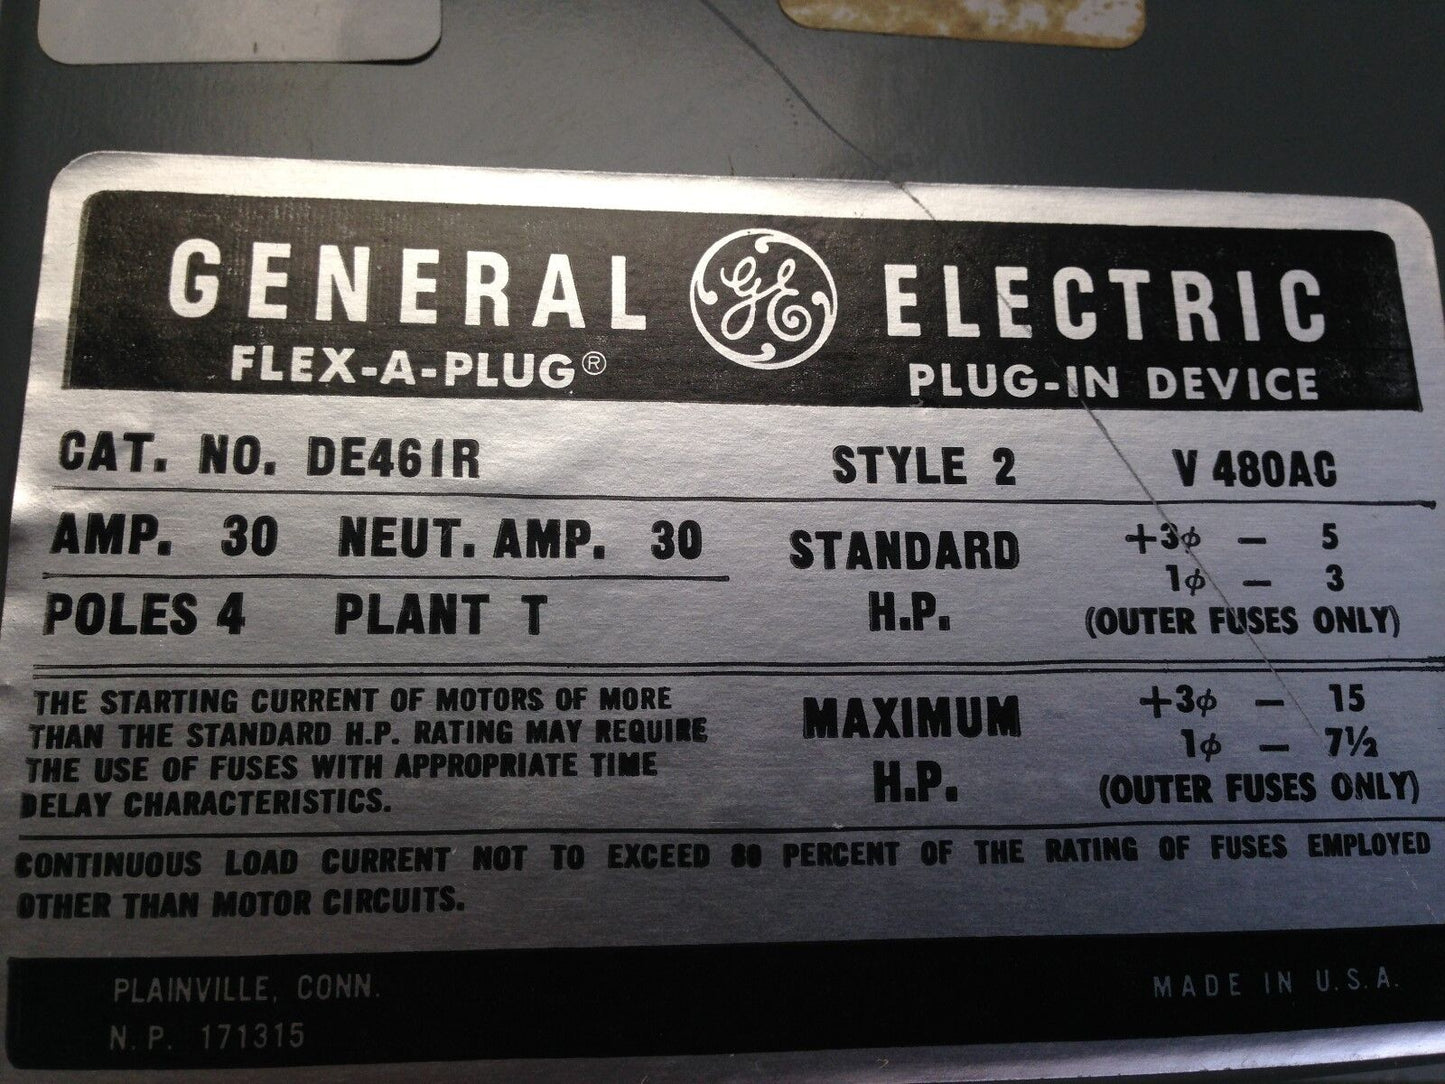 GENERAL GE ELECTRIC
FLEX-A-PLUG® PLUG-IN DEVICE
CAT. NO. DE461R STYLE 2 V 480AC
AMP. 30 NEUT. AMP. 30
POLES 4 PLANT T
STANDARD H.P.
+3φ – 5
1φ – 3
(OUTER FUSES ONLY)
THE STARTING CURRENT OF MOTORS OF MORE
THAN THE STANDARD H.P. RATING MAY REQUIRE
THE USE OF FUSES WITH APPROPRIATE TIME
DELAY CHARACTERISTICS.
MAXIMUM
H.P.
+3φ – 15
1φ – 7½
(OUTER FUSES ONLY)
CONTINUOUS LOAD CURRENT NOT TO EXCEED 80 PERCENT OF THE RATING OF FUSES EMPLOYED
OTHER THAN MOTOR CIRCUITS.
PLAINVILLE, CONN.
N.P. 171315
MADE IN U.S.A.